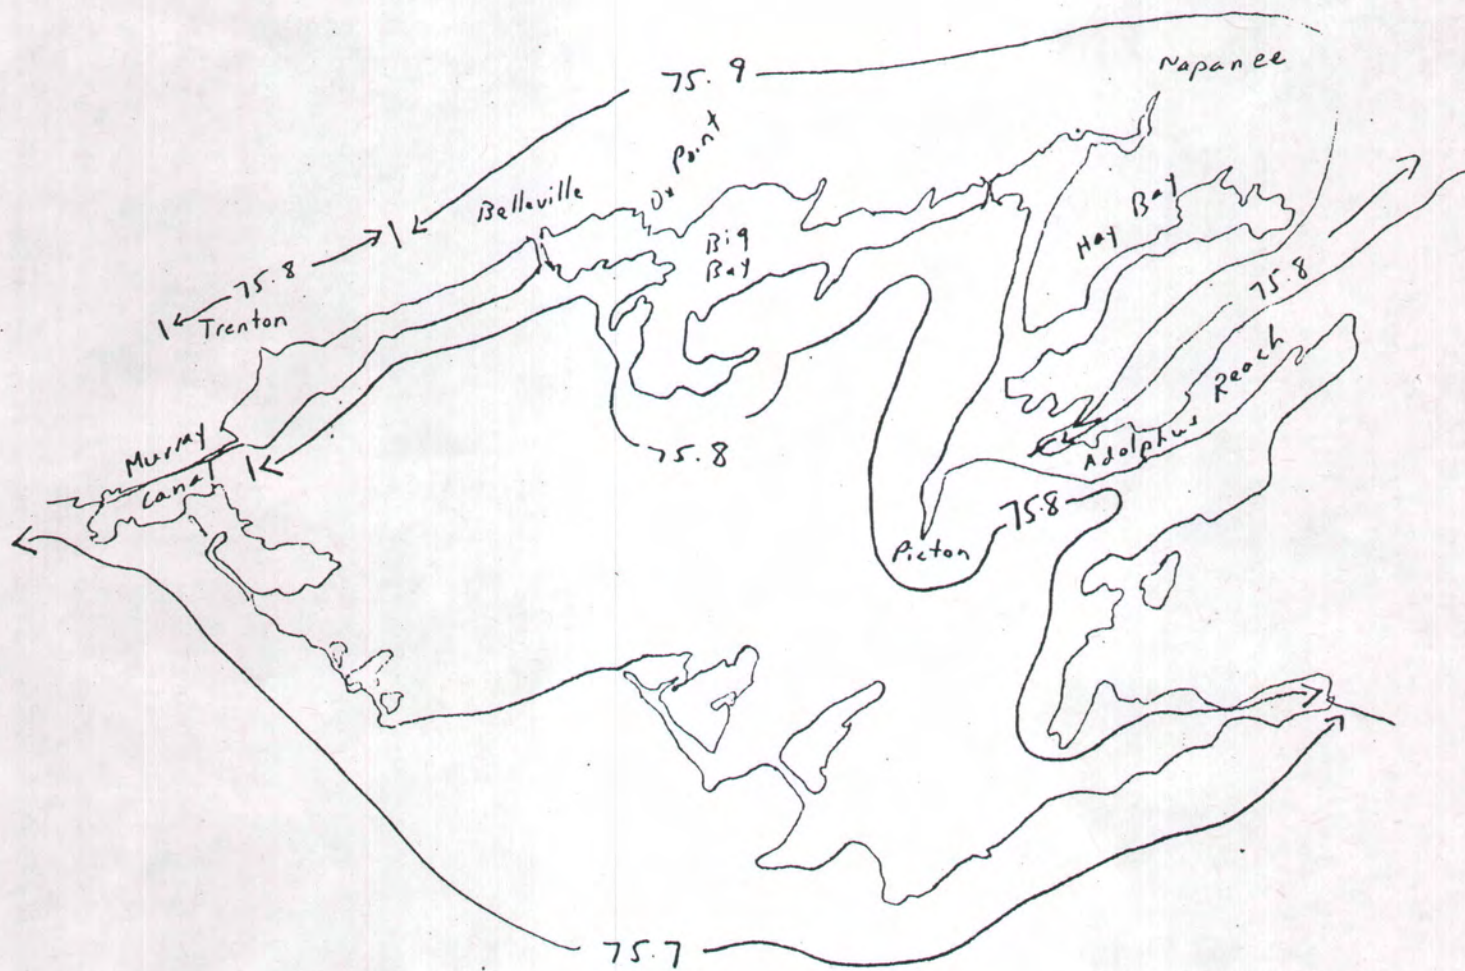 75.9
Napanee
Ox Point
Belleville
Big
Bay
Hay Bay
75.8
Trenton
75.8
Adolphus Reach
Murray
Canal
75.8
75.8
Picton
75.7